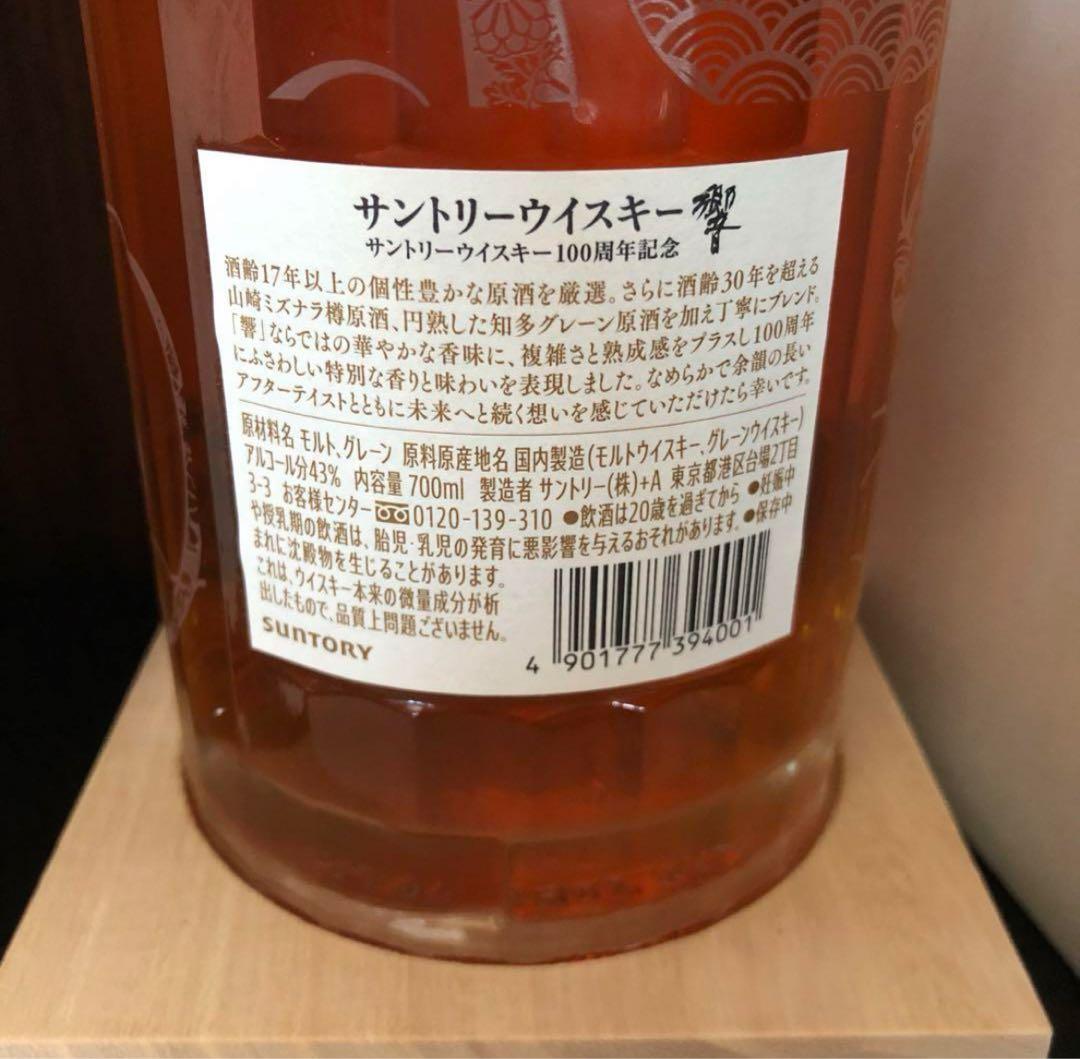 サントリーウイスキー 響
サントリーウイスキー100周年記念
酒齢17年以上の個性豊かな原酒を厳選。さらに酒齢30年を超える
山崎ミズナラ樽原酒、円熟した知多グレーン原酒を加え丁寧にブレンド。
「響」ならではの華やかな香味に、複雑さと熟成感をプラスし100周年
にふさわしい特別な香りと味わいを表現しました。なめらかで余韻の長い
アフターテイストとともに未来へと続く想いを感じていただけたら幸いです。
原材料名 モルト、グレーン 原料原産地名 国内製造(モルトウイスキー、グレーンウイスキー)
アルコール分43% 内容量 700ml 製造者 サントリー(株)+A 東京都港区台場2丁目
3-3 お客様センター 0120-139-310 ●飲酒は20歳を過ぎてから ●妊娠中
や授乳期の飲酒は、胎児・乳児の発育に悪影響を与えるおそれがあります。●保存中
まれに沈殿物を生じることがあります。
これは、ウイスキー本来の微量成分が析
出したもので、品質上問題ございません。
SUNTORY
4 901777 394001